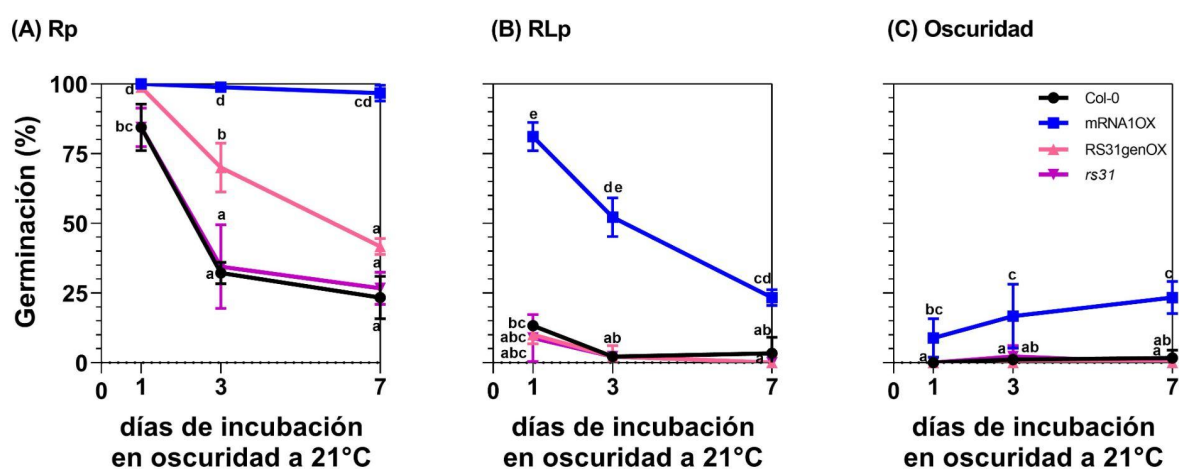 (A) Rp
(B) RLp
(C) Oscuridad
Germinación (%)
100
75
50
25
0
d
bc
d
b
a
a
cd
a
a
a
0 1 3 7
días de incubación
en oscuridad a 21°C
e
de
cd
bc
abc
abc
ab
ab
a
0 1 3 7
días de incubación
en oscuridad a 21°C
Col-0
mRNA1OX
RS31genOX
rs31
bc
c
c
a
a
ab
ab
a
0 1 3 7
días de incubación
en oscuridad a 21°C